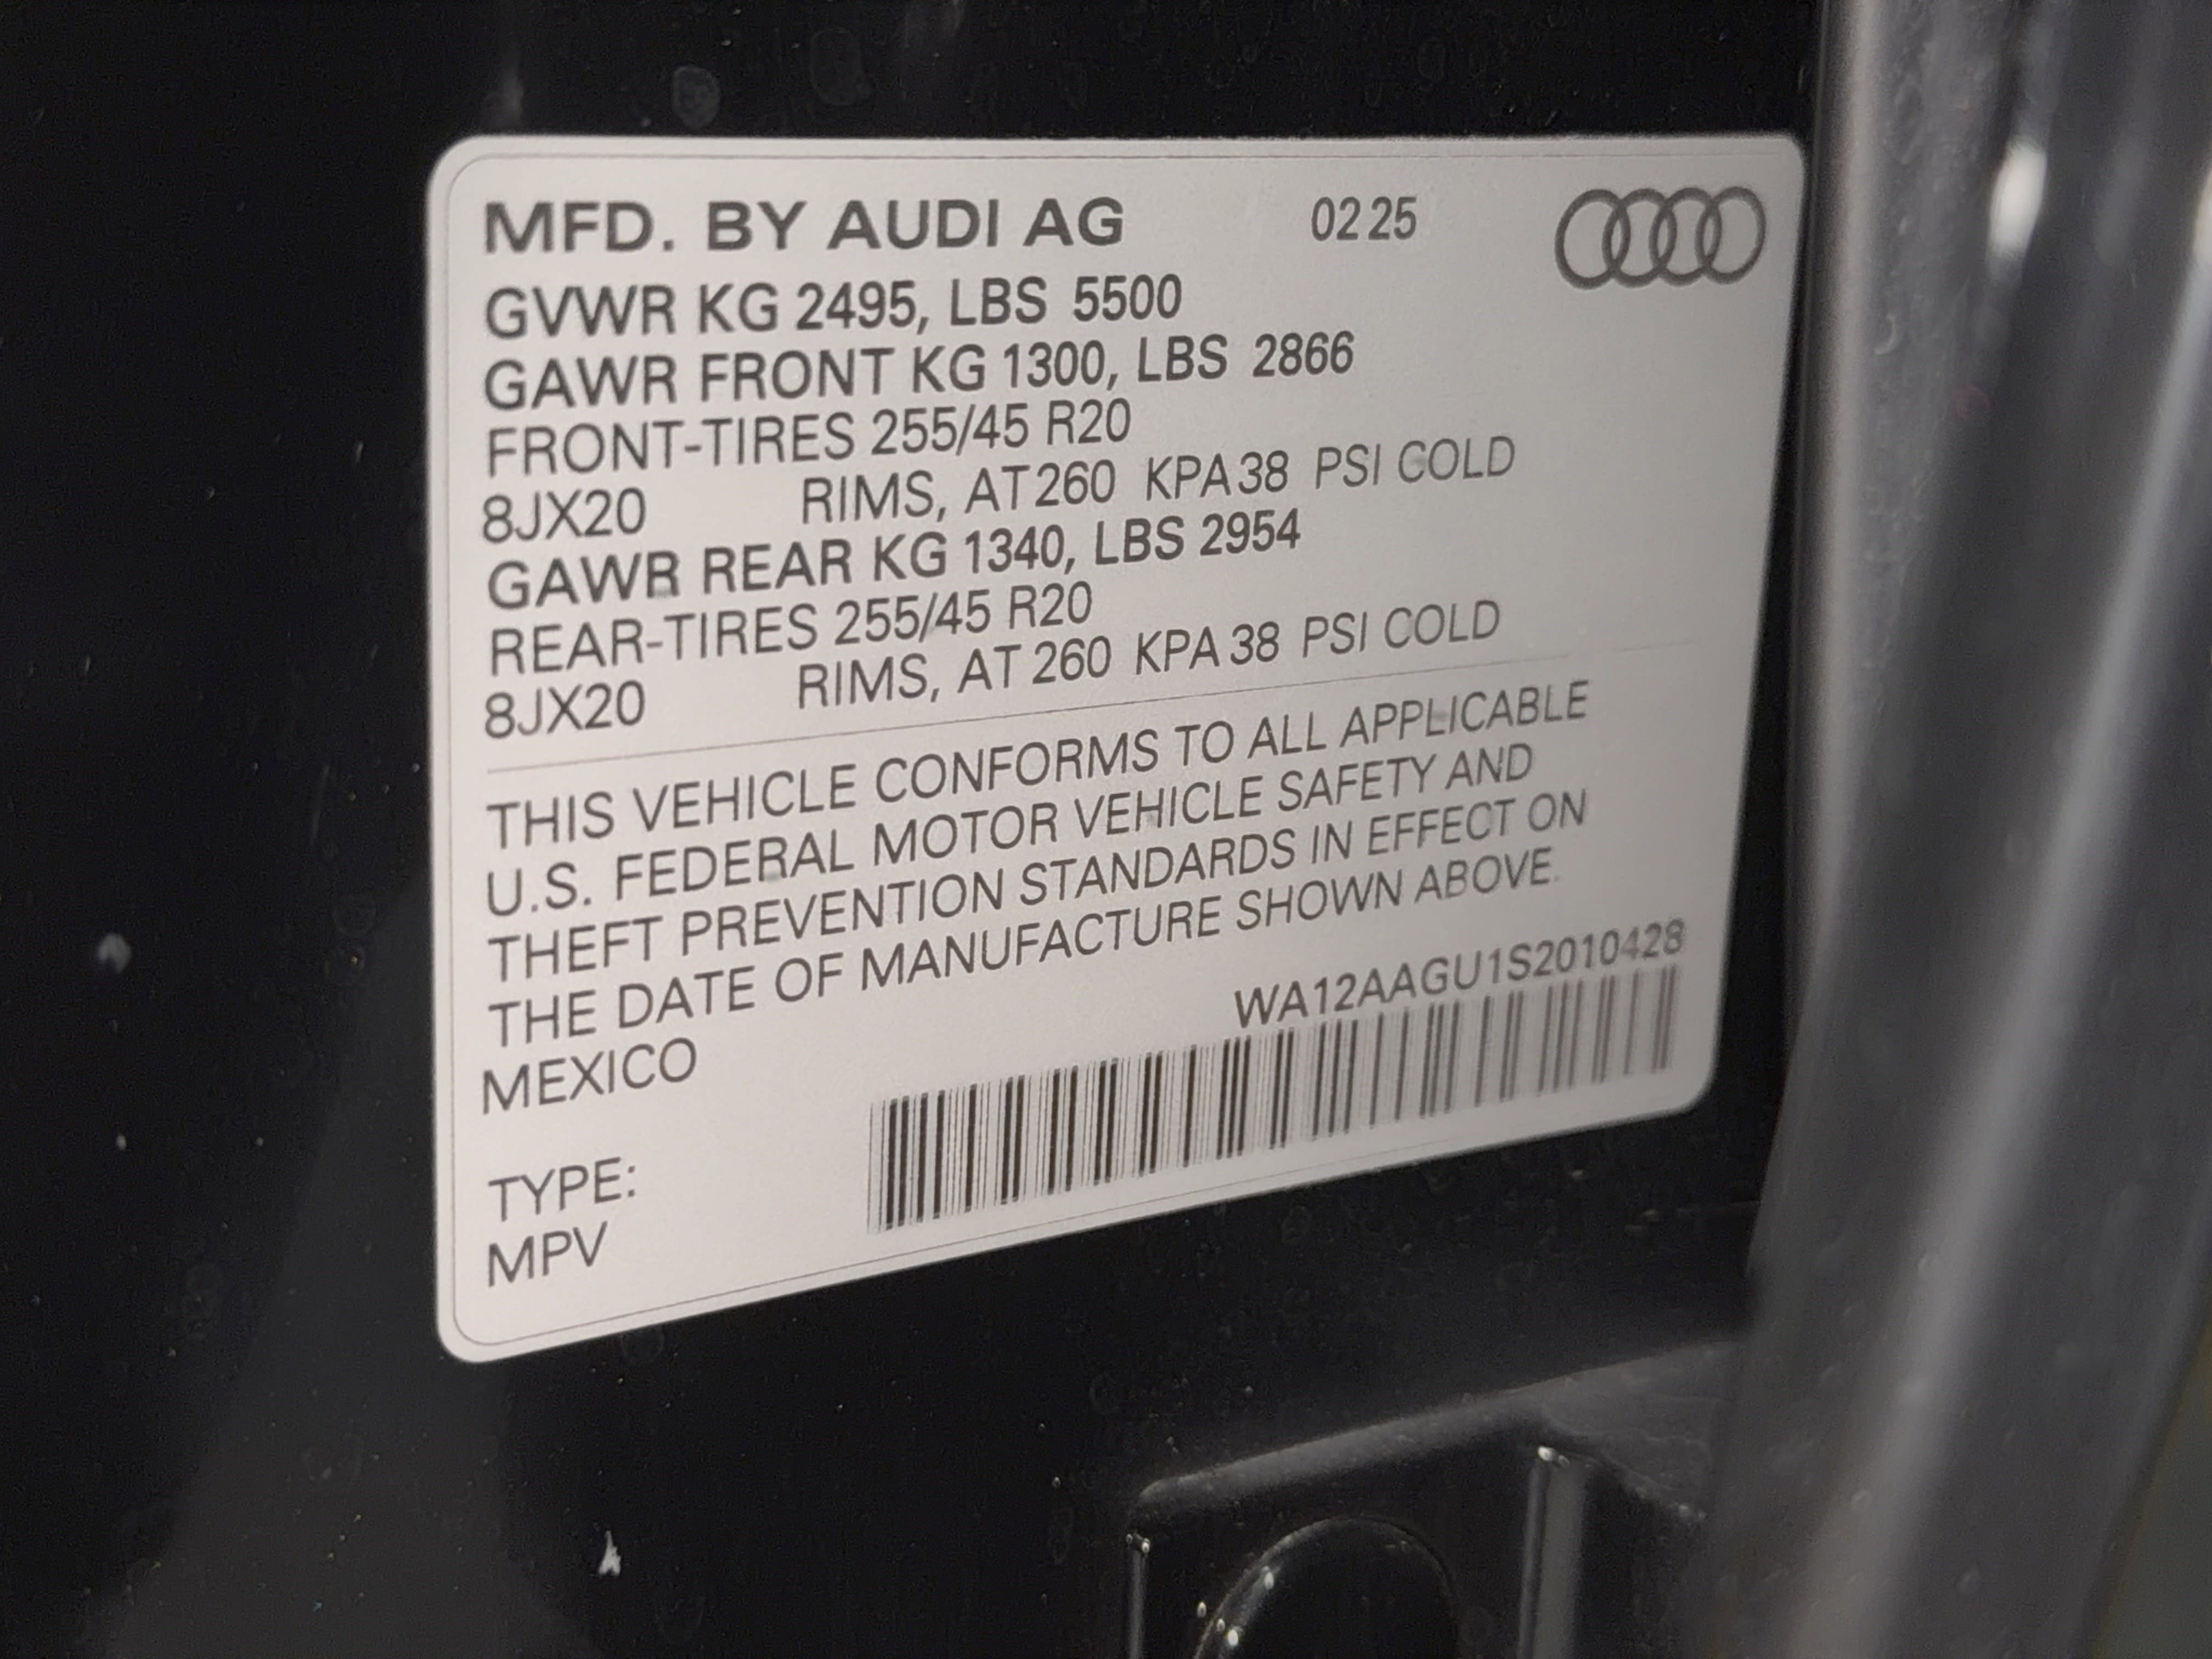 MFD. BY AUDI AG 02 25
GVWR KG 2495, LBS 5500
GAWR FRONT KG 1300, LBS 2866
FRONT-TIRES 255/45 R20
8JX20 RIMS, AT 260 KPA 38 PSI COLD
GAWR REAR KG 1340, LBS 2954
REAR-TIRES 255/45 R20
8JX20 RIMS, AT 260 KPA 38 PSI COLD
THIS VEHICLE CONFORMS TO ALL APPLICABLE
U.S. FEDERAL MOTOR VEHICLE SAFETY AND
THEFT PREVENTION STANDARDS IN EFFECT ON
THE DATE OF MANUFACTURE SHOWN ABOVE.
MEXICO WA12AAGU1S2010428
TYPE:
MPV